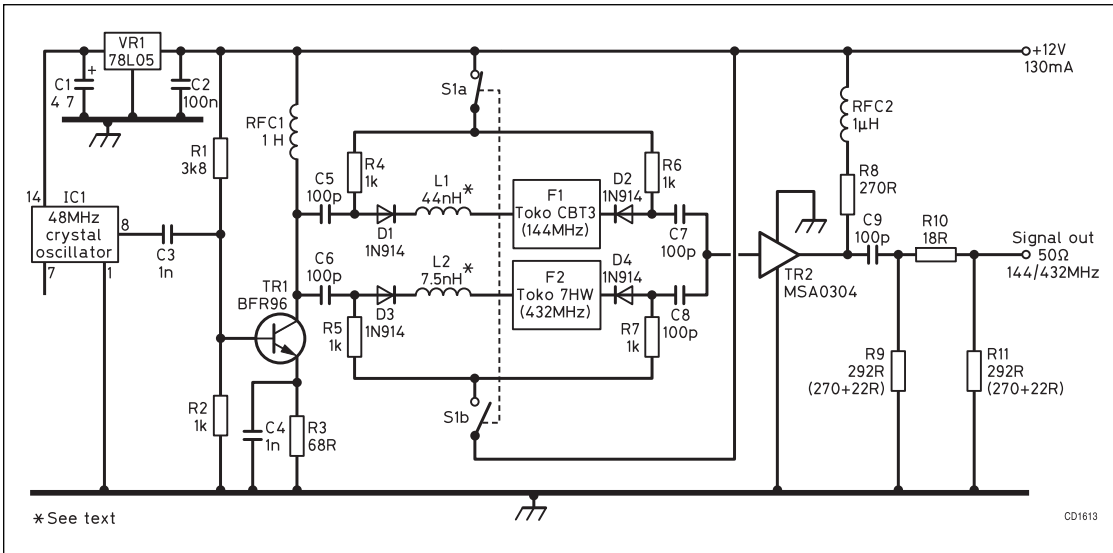 VR1
78L05
C1
+
4 7
C2
100n
+12V
130mA
S1a
RFC1
1 H
RFC2
1µH
R1
3k8
R4
1k
R6
1k
R8
270R
C5
100p
L1
44nH*
F1
Toko CBT3
(144MHz)
D2
1N914
C7
100p
D1
1N914
14
IC1
48MHz
crystal
oscillator
8
7
1
C3
1n
C6
100p
L2
7.5nH*
F2
Toko 7HW
(432MHz)
D4
1N914
C8
100p
D3
1N914
TR1
BFR96
R5
1k
R7
1k
TR2
MSA0304
C9
100p
R10
18R
Signal out
50Ω
144/432MHz
R9
292R
(270+22R)
R11
292R
(270+22R)
R2
1k
C4
1n
R3
68R
S1b
*See text
CD1613